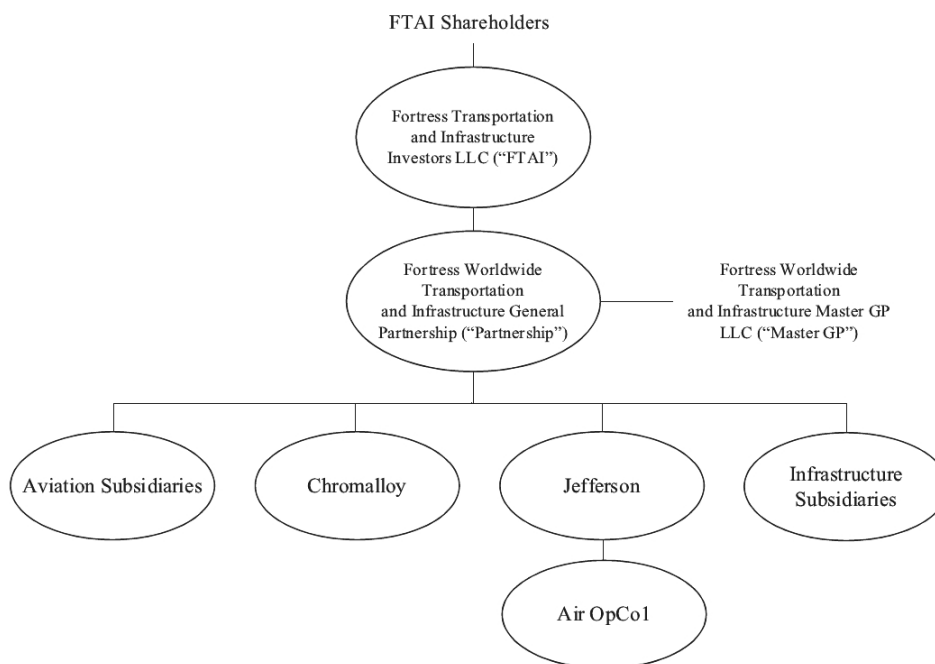 FTAI Shareholders
Fortress Transportation
and Infrastructure
Investors LLC (“FTAI”)
Fortress Worldwide
Transportation
and Infrastructure General
Partnership (“Partnership”)
Fortress Worldwide
Transportation
and Infrastructure Master GP
LLC (“Master GP”)
Aviation Subsidiaries
Chromalloy
Jefferson
Infrastructure
Subsidiaries
Air OpCo1